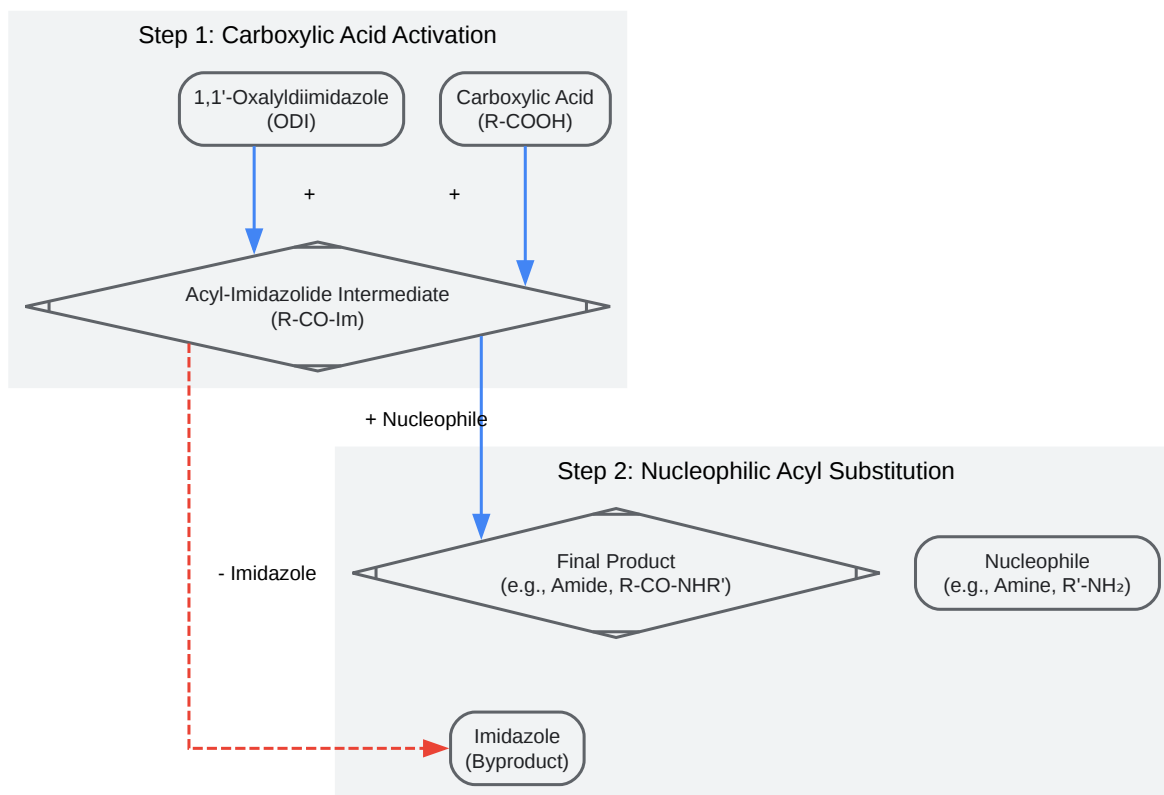 Step 1: Carboxylic Acid Activation
1,1'-Oxalyldiimidazole
(ODI)
Carboxylic Acid
(R-COOH)
+
+
Acyl-Imidazolide Intermediate
(R-CO-Im)
+ Nucleophile
Step 2: Nucleophilic Acyl Substitution
- Imidazole
Final Product
(e.g., Amide, R-CO-NHR')
Nucleophile
(e.g., Amine, R'-NH₂)
Imidazole
(Byproduct)